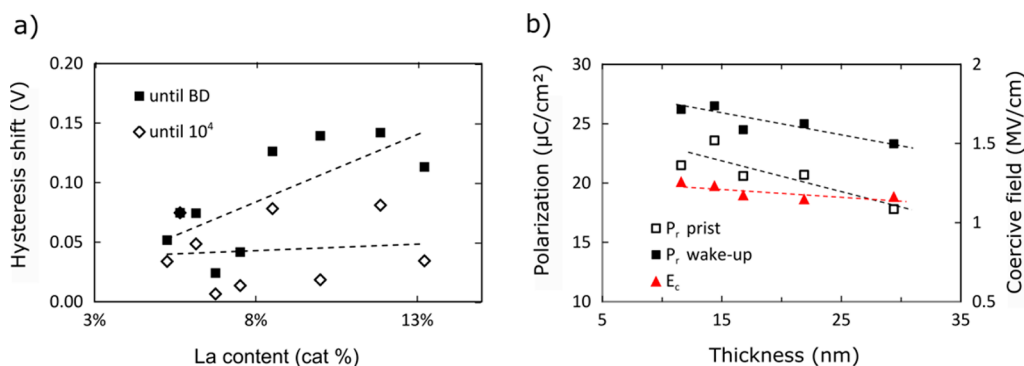 a)
Hysteresis shift (V)
0.20
0.15
0.10
0.05
0.00
until BD
until 10⁴
3%
8%
13%
La content (cat %)
b)
Polarization (µC/cm²)
30
25
20
15
10
Pᵣ prist
Pᵣ wake-up
E꜀
2
1.5
1
0.5
Coercive field (MV/cm)
5
15
25
35
Thickness (nm)